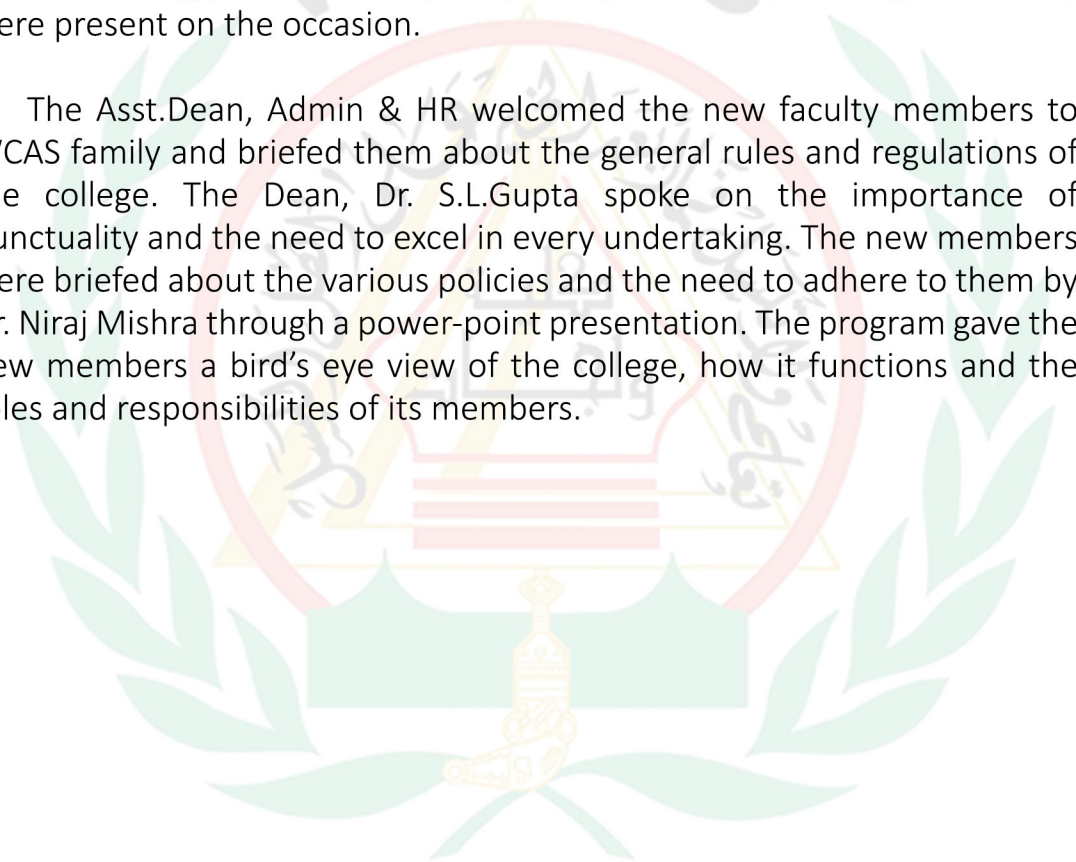 ere present on the occasion.
The Asst.Dean, Admin & HR welcomed the new faculty members to
CAS family and briefed them about the general rules and regulations of
e college. The Dean, Dr. S.L.Gupta spoke on the importance of
unctuality and the need to excel in every undertaking. The new members
ere briefed about the various policies and the need to adhere to them by
r. Niraj Mishra through a power-point presentation. The program gave the
ew members a bird’s eye view of the college, how it functions and the
les and responsibilities of its members.